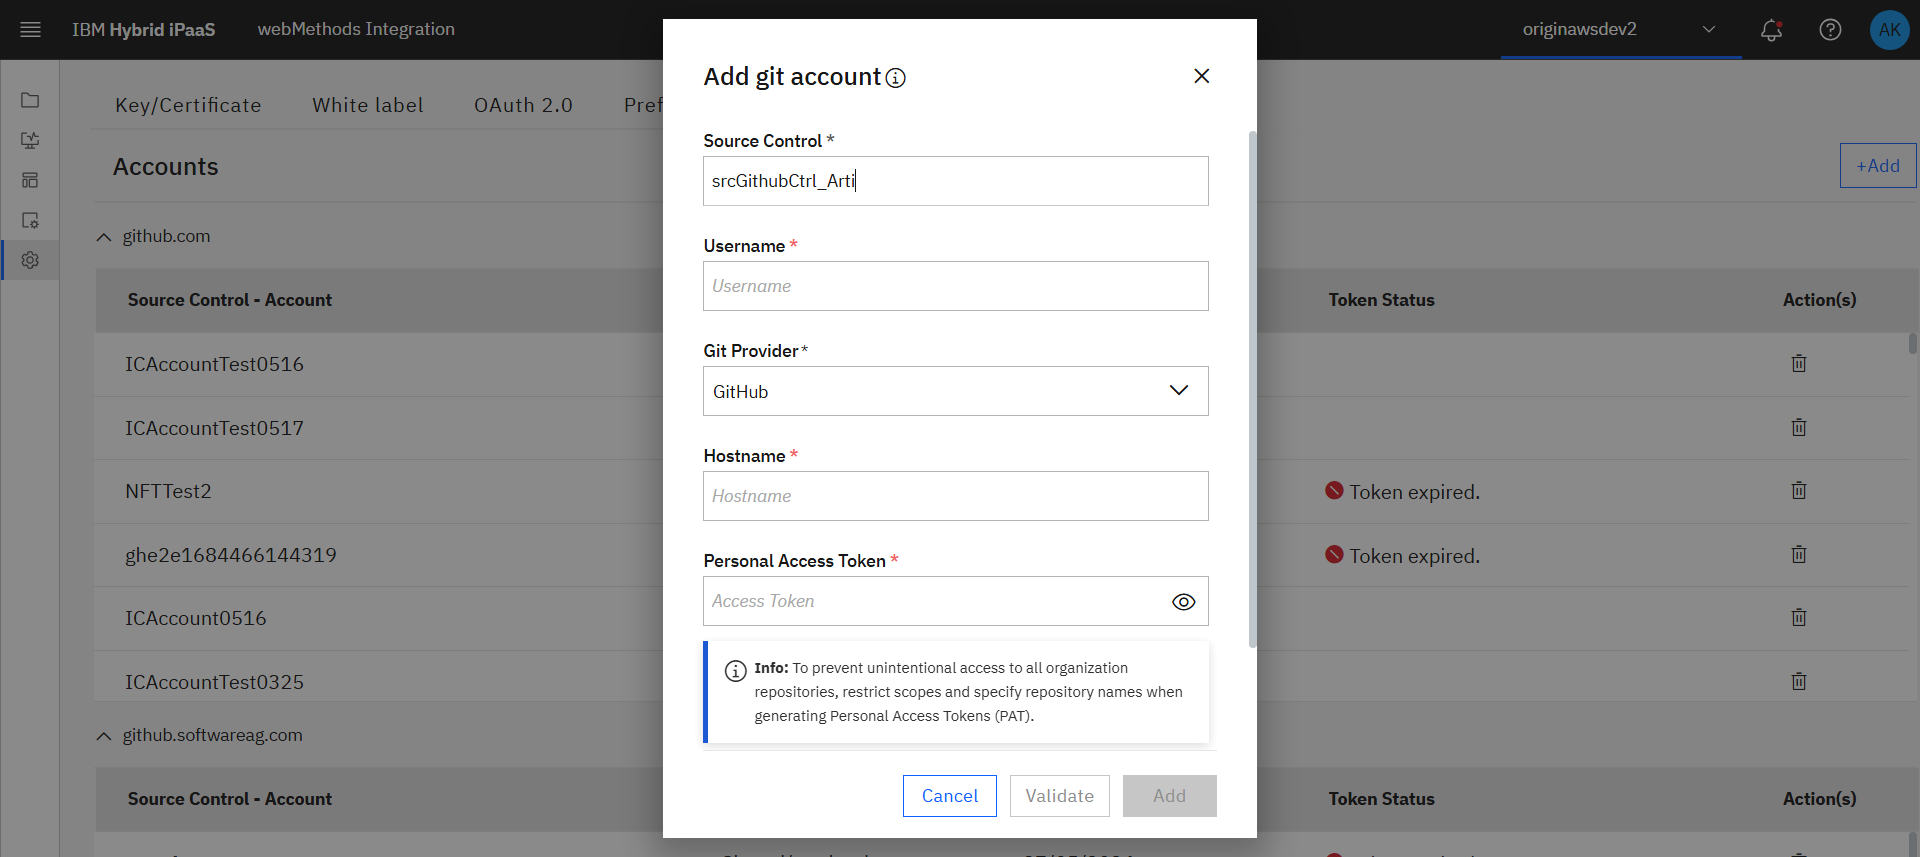 IBM Hybrid iPaaS
webMethods Integration
originawsdev2
AK
Key/Certificate
White label
OAuth 2.0
Pref
Accounts
+Add
github.com
Source Control - Account
Token Status
Action(s)
ICAccountTest0516
ICAccountTest0517
NFTTest2
Token expired.
ghe2e1684466144319
Token expired.
ICAccount0516
ICAccountTest0325
github.softwareag.com
Source Control - Account
Token Status
Action(s)
Add git account
Source Control *
srcGithubCtrl_Arti
Username *
Username
Git Provider*
GitHub
Hostname *
Hostname
Personal Access Token *
Access Token
Info: To prevent unintentional access to all organization
repositories, restrict scopes and specify repository names when
generating Personal Access Tokens (PAT).
Cancel
Validate
Add